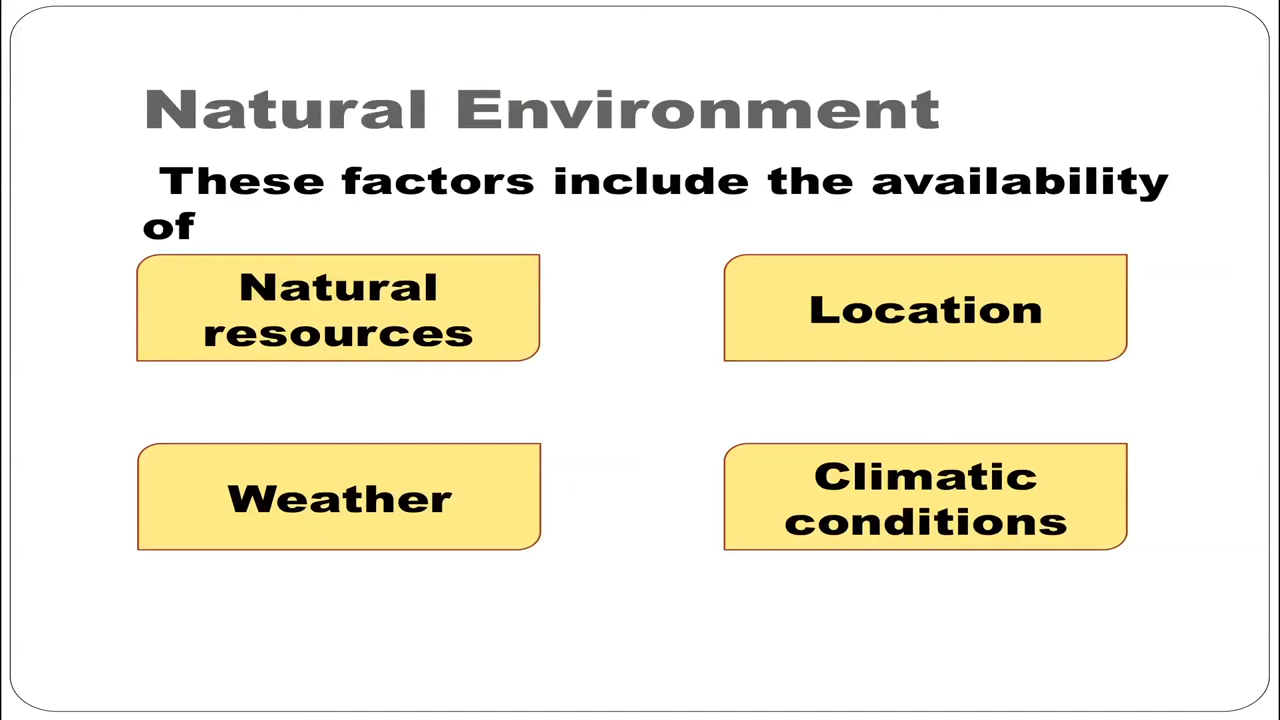 Natural Environment
These factors include the availability
of
Natural
resources
Location
Weather
Climatic
conditions